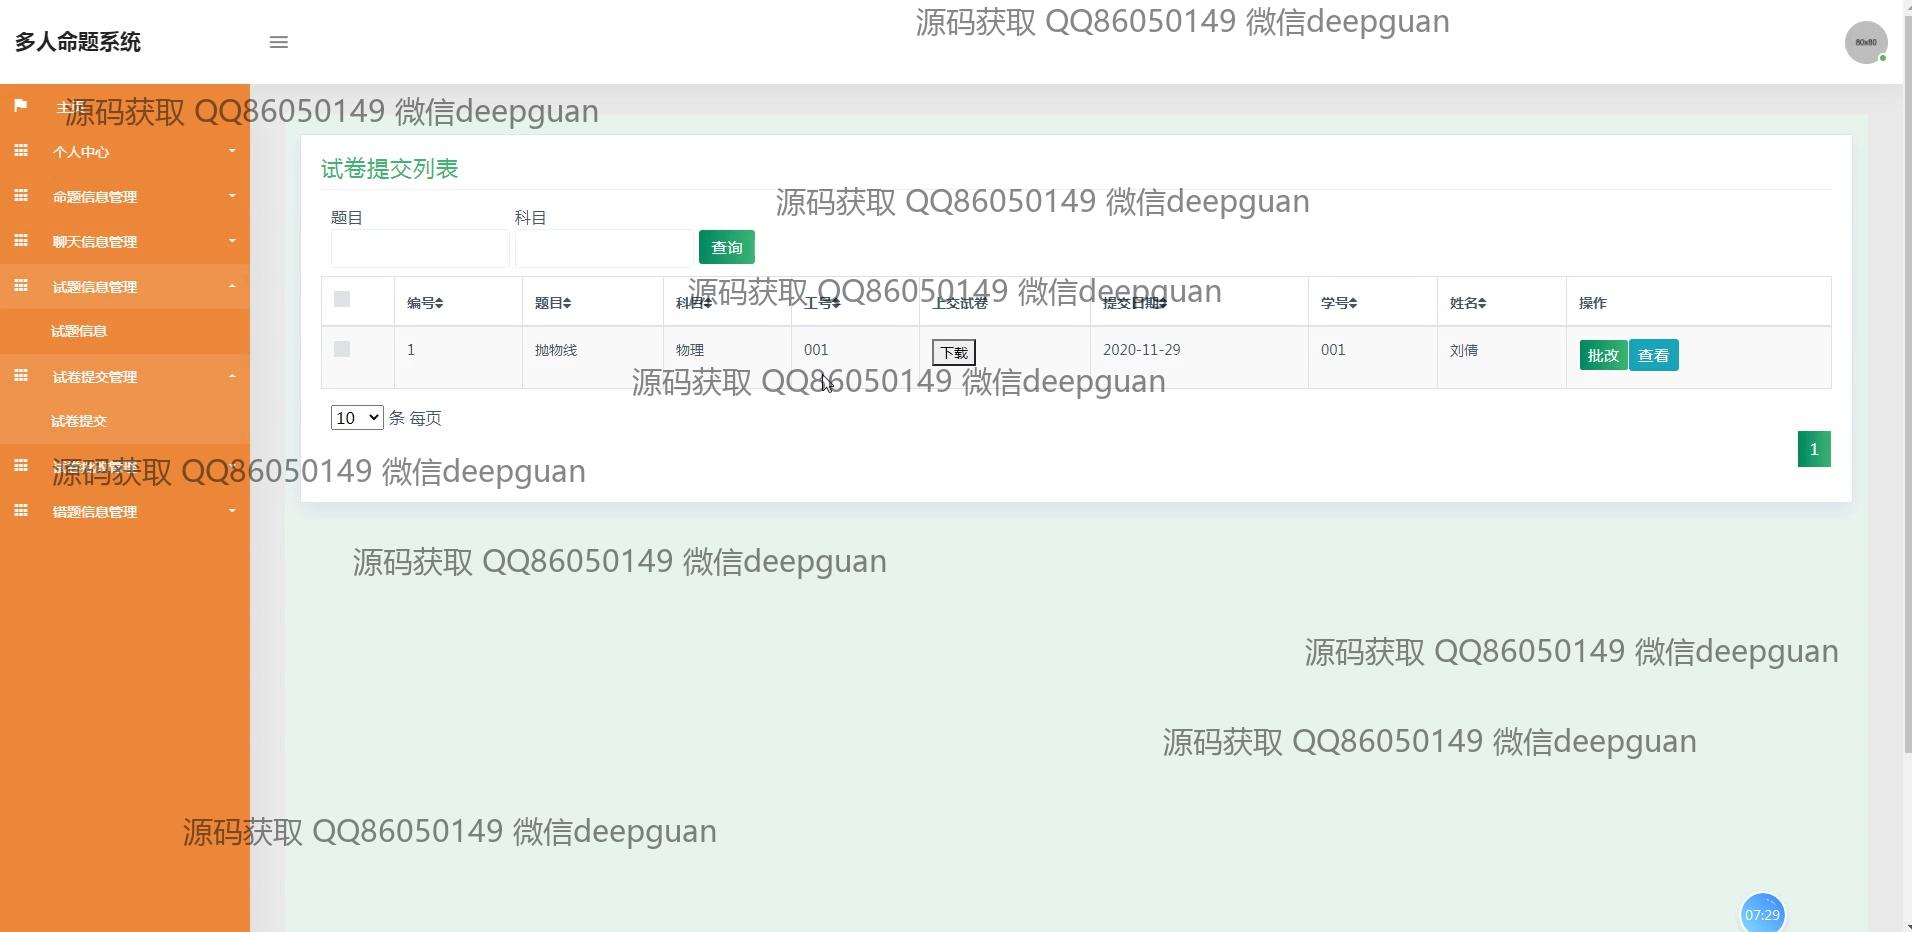 源码获取 QQ86050149 微信deepguan
多人命题系统
60x60
主页
源码获取 QQ86050149 微信deepguan
个人中心
命题信息管理
聊天信息管理
试题信息管理
试题信息
试卷提交管理
试卷提交
源码获取 QQ86050149 微信deepguan
错题信息管理
试卷提交列表
源码获取 QQ86050149 微信deepguan
题目 科目
查询
源码获取 QQ86050149 微信deepguan
编号 题目 科目 工号 上交试卷 提交日期 学号 姓名 操作
1 抛物线 物理 001 下载 2020-11-29 001 刘倩 批改 查看
源码获取 QQ86050149 微信deepguan
10 条 每页
1
源码获取 QQ86050149 微信deepguan
源码获取 QQ86050149 微信deepguan
源码获取 QQ86050149 微信deepguan
源码获取 QQ86050149 微信deepguan
07:29